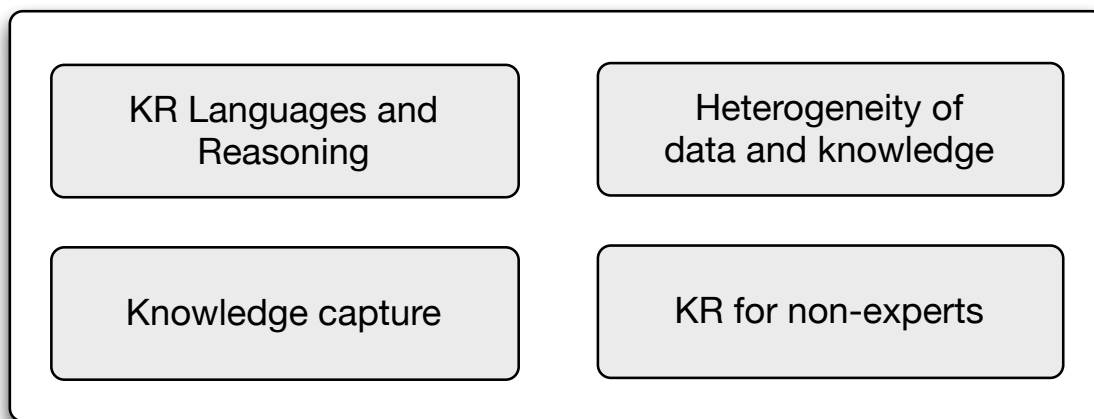 KR Languages and
Reasoning
Heterogeneity of
data and knowledge
Knowledge capture
KR for non-experts